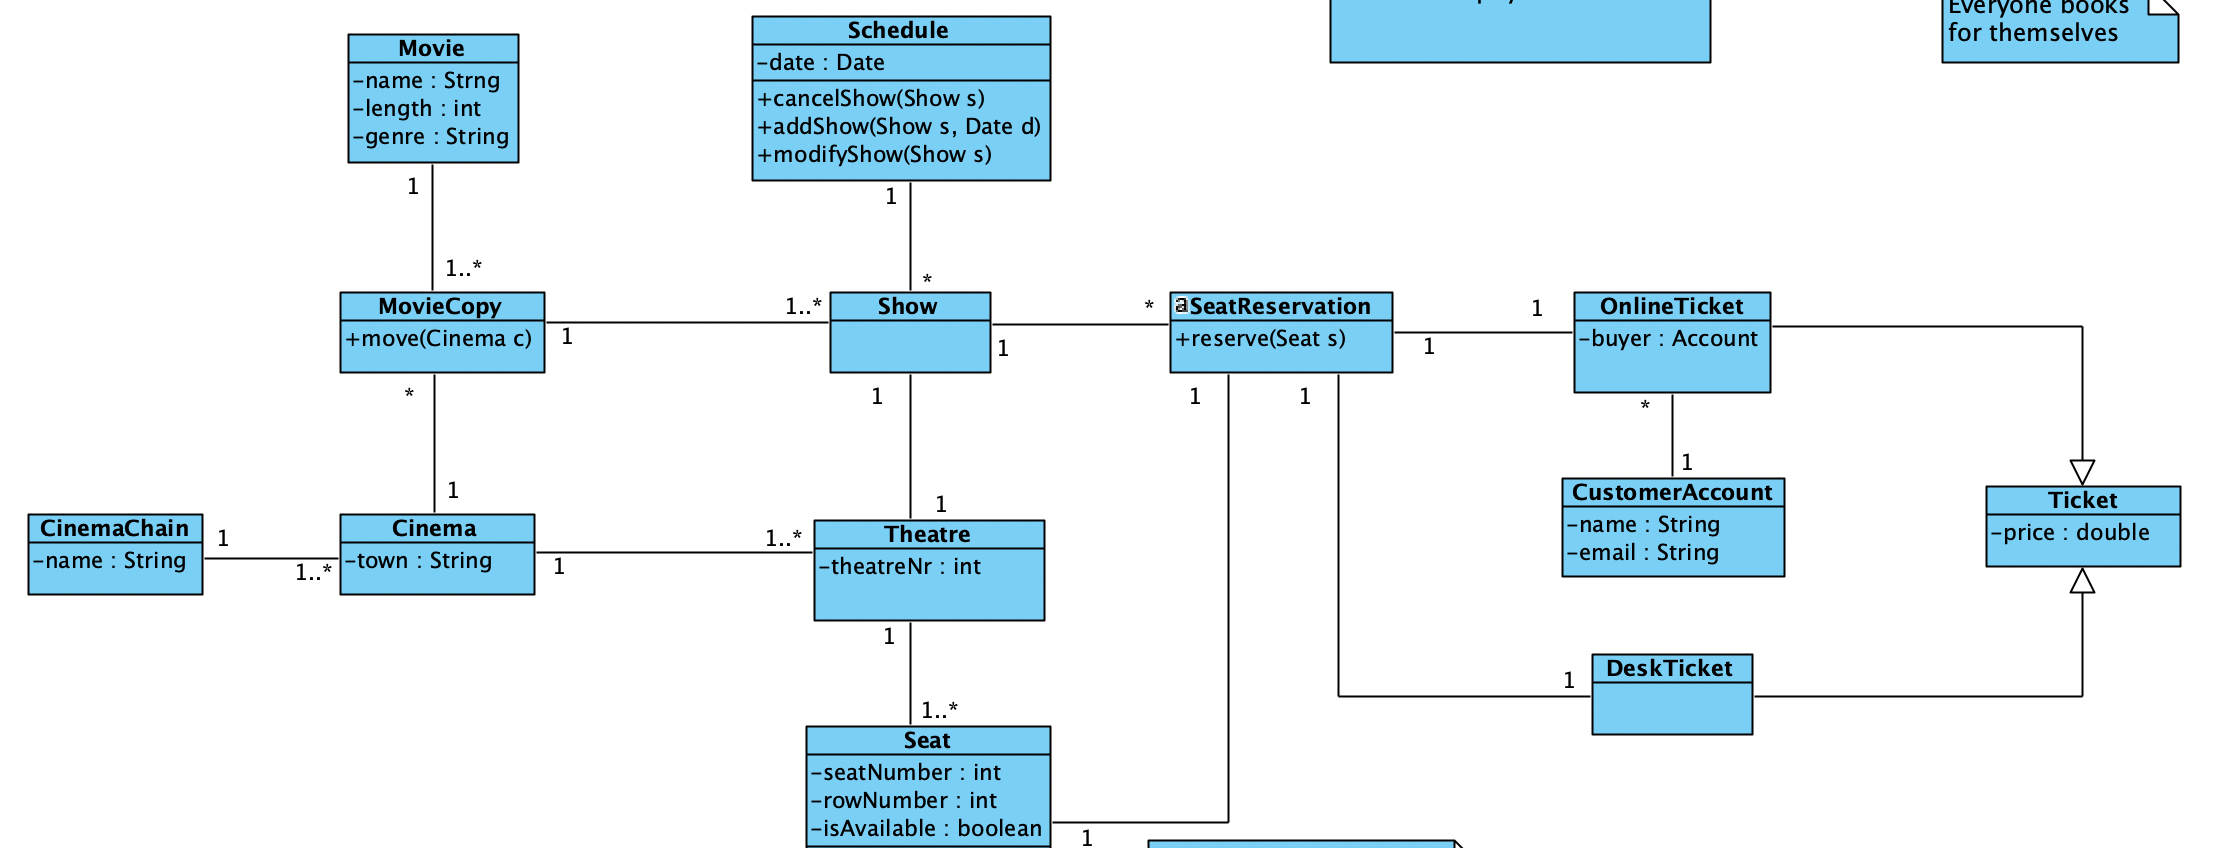 Everyone books
for themselves
Schedule
-date : Date
+cancelShow(Show s)
+addShow(Show s, Date d)
+modifyShow(Show s)
1
*
Movie
-name : Strng
-length : int
-genre : String
1
1..*
MovieCopy
+move(Cinema c)
1
1..*
*
1
Show
1
*
1
1
SeatReservation
+reserve(Seat s)
1
1
1
1
OnlineTicket
-buyer : Account
*
1
CustomerAccount
-name : String
-email : String
Ticket
-price : double
CinemaChain
-name : String
1
1..*
Cinema
-town : String
1
1..*
Theatre
-theatreNr : int
1
1..*
DeskTicket
1
Seat
-seatNumber : int
-rowNumber : int
-isAvailable : boolean
1